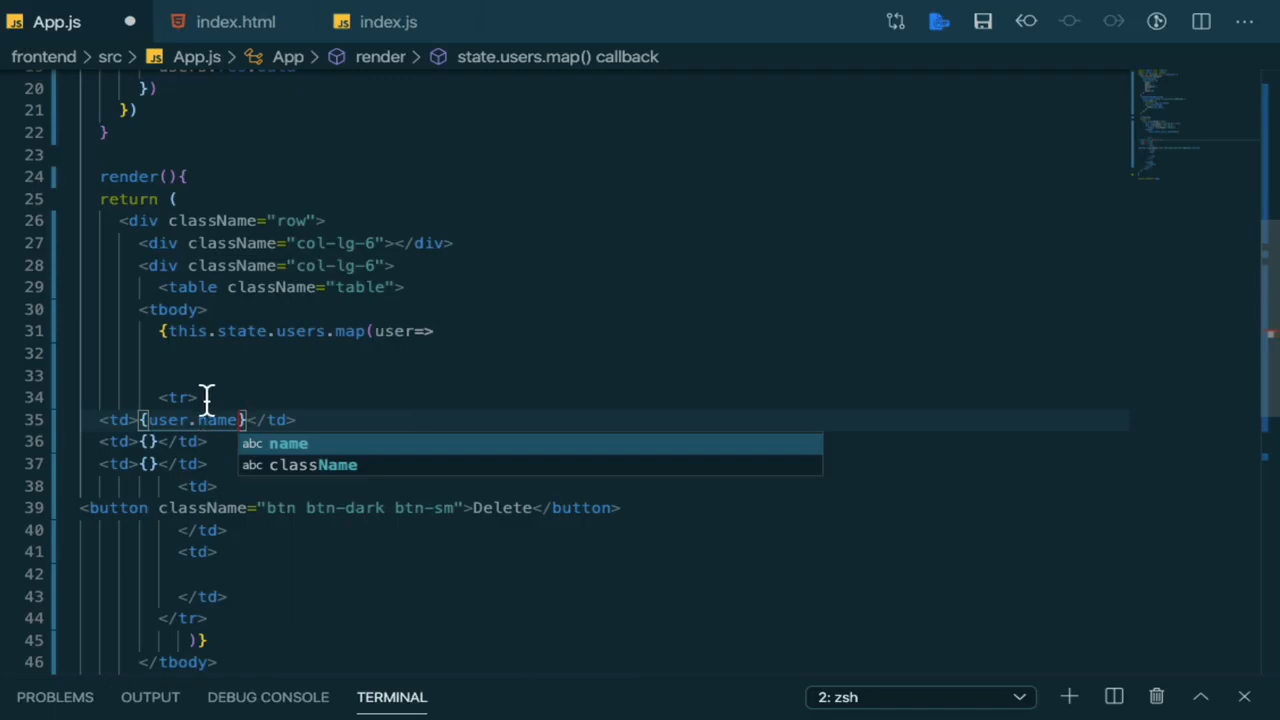 App.js index.html index.js
frontend > src > App.js > App > render > state.users.map() callback
20 })
21 })
22 }
23
24 render(){
25 return (
26 <div className="row">
27 <div className="col-lg-6"></div>
28 <div className="col-lg-6">
29 <table className="table">
30 <tbody>
31 {this.state.users.map(user=>
32
33
34 <tr>
35 <td>{user.name}</td>
36 <td>{}</td>
abc name
37 <td>{}</td>
abc className
38 <td>
39 <button className="btn btn-dark btn-sm">Delete</button>
40 </td>
41 <td>
42
43 </td>
44 </tr>
45 )}
46 </tbody>
PROBLEMS OUTPUT DEBUG CONSOLE TERMINAL 2: zsh